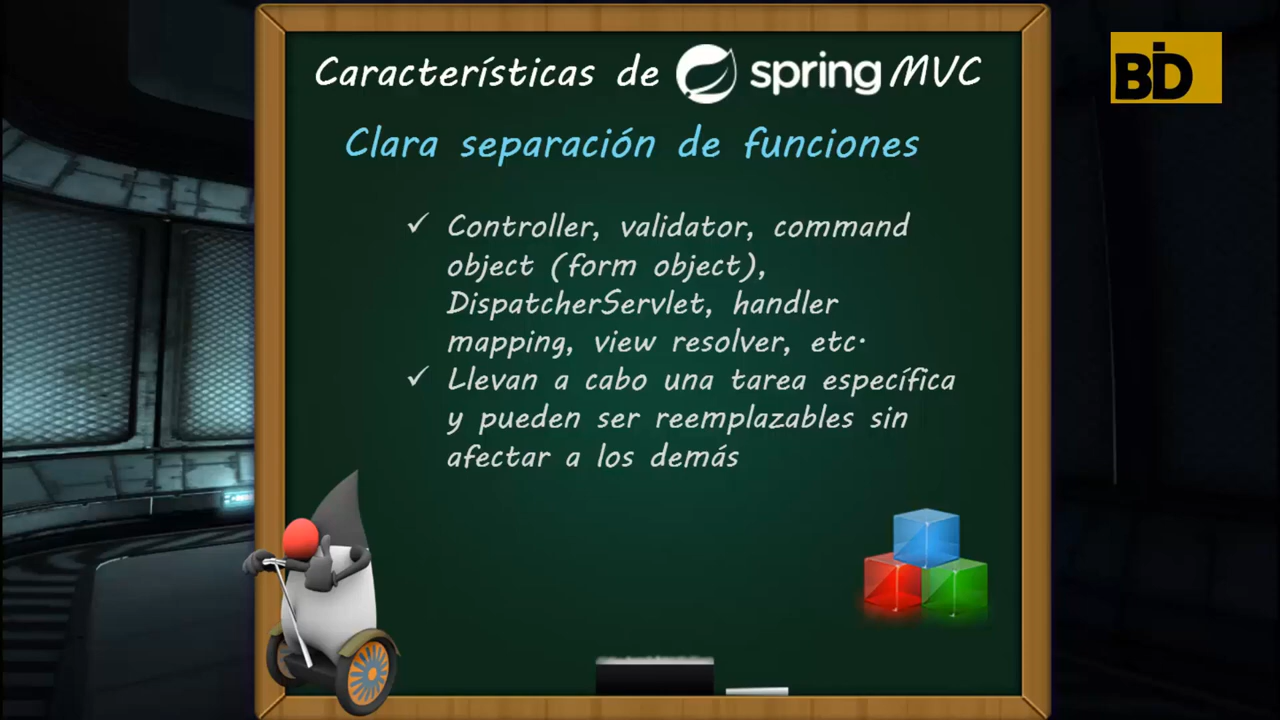 Características de spring MVC
BiD
Clara separación de funciones
✓ Controller, validator, command
object (form object),
DispatcherServlet, handler
mapping, view resolver, etc.
✓ Llevan a cabo una tarea específica
y pueden ser reemplazables sin
afectar a los demás